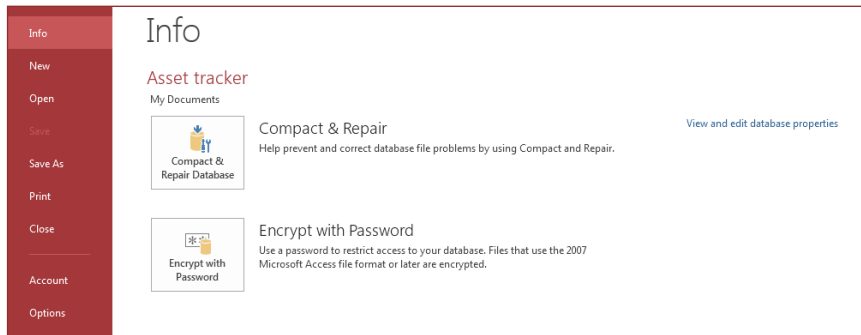 Info
New
Open
Save
Save As
Print
Close
Account
Options
Info
Asset tracker
My Documents
Compact &
Repair Database
Compact & Repair
Help prevent and correct database file problems by using Compact and Repair.
View and edit database properties
Encrypt with
Password
Encrypt with Password
Use a password to restrict access to your database. Files that use the 2007
Microsoft Access file format or later are encrypted.